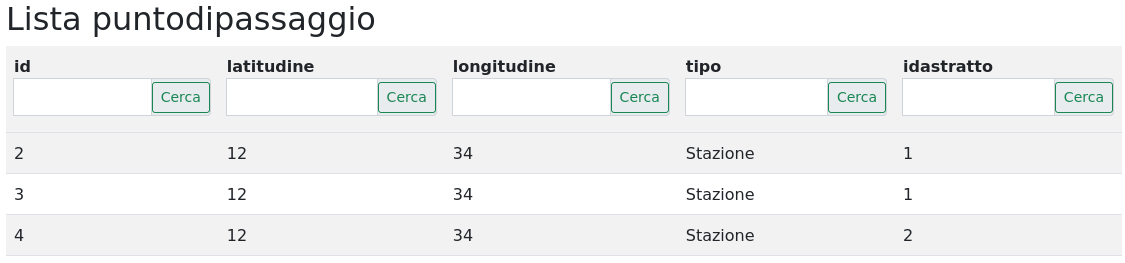 Lista puntodipassaggio
id latitudine longitudine tipo idastratto
Cerca Cerca Cerca Cerca Cerca
2 12 34 Stazione 1
3 12 34 Stazione 1
4 12 34 Stazione 2